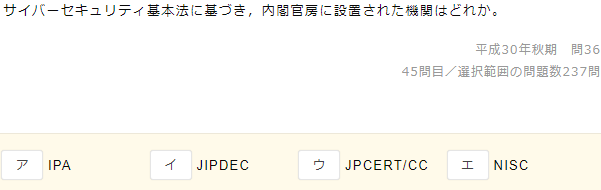 サイバーセキュリティ基本法に基づき，内閣官房に設置された機関はどれか。
平成30年秋期　問36
45問目／選択範囲の問題数237問
ア IPA イ JIPDEC ウ JPCERT/CC エ NISC